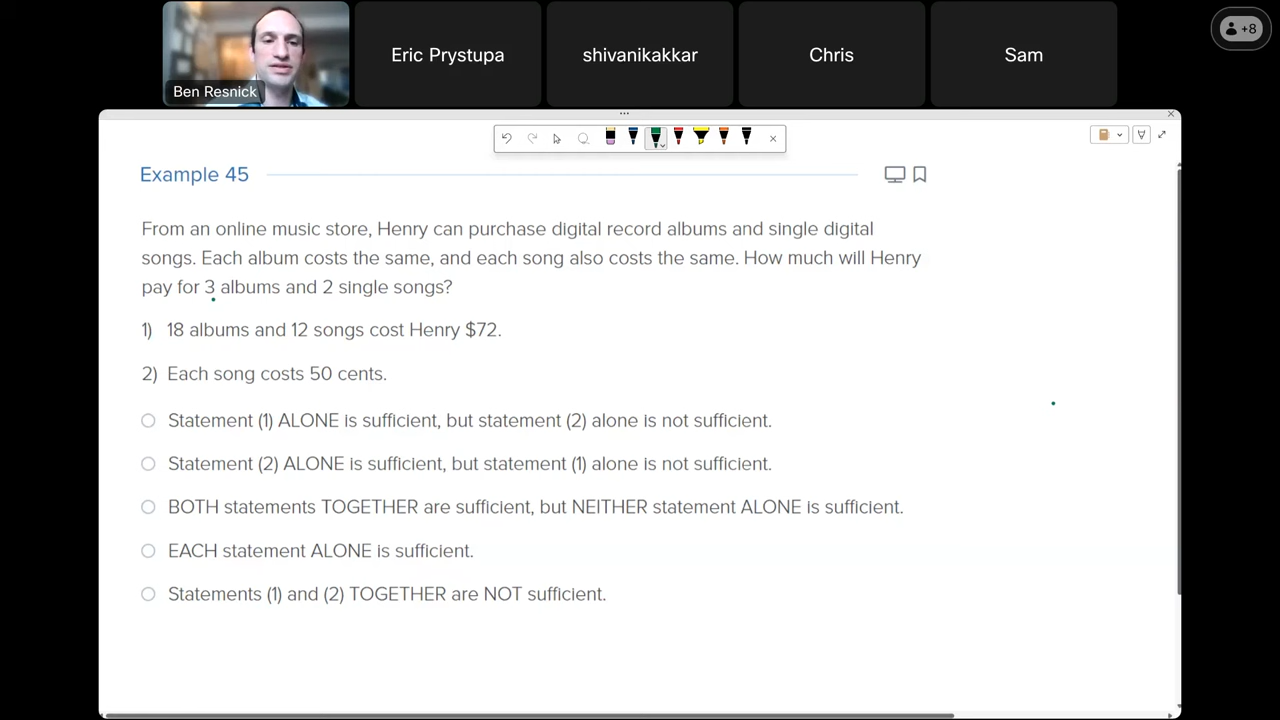 Ben Resnick
Eric Prystupa
shivanikakkar
Chris
Sam
+8
Example 45
From an online music store, Henry can purchase digital record albums and single digital
songs. Each album costs the same, and each song also costs the same. How much will Henry
pay for 3 albums and 2 single songs?
1) 18 albums and 12 songs cost Henry $72.
2) Each song costs 50 cents.
Statement (1) ALONE is sufficient, but statement (2) alone is not sufficient.
Statement (2) ALONE is sufficient, but statement (1) alone is not sufficient.
BOTH statements TOGETHER are sufficient, but NEITHER statement ALONE is sufficient.
EACH statement ALONE is sufficient.
Statements (1) and (2) TOGETHER are NOT sufficient.